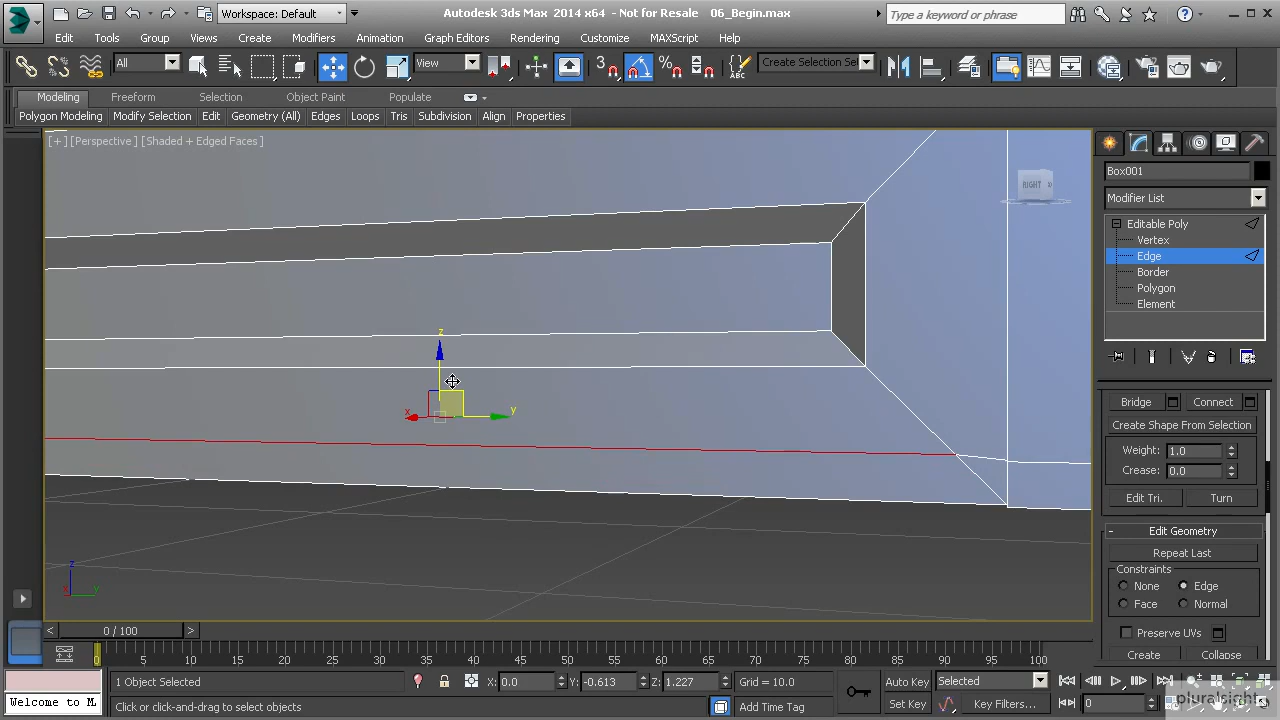 Workspace: Default
Autodesk 3ds Max 2014 x64 - Not for Resale 06_Begin.max
Type a keyword or phrase
Edit Tools Group Views Create Modifiers Animation Graph Editors Rendering Customize MAXScript Help
All
View
3
Create Selection Se
Modeling Freeform Selection Object Paint Populate
Polygon Modeling Modify Selection Edit Geometry (All) Edges Loops Tris Subdivision Align Properties
[+] [Perspective ] [Shaded + Edged Faces ]
RIGHT
z
x
y
z
x
y
Box001
Modifier List
Editable Poly
Vertex
Edge
Border
Polygon
Element
Bridge Connect
Create Shape From Selection
Weight: 1.0
Crease: 0.0
Edit Tri. Turn
- Edit Geometry
Repeat Last
Constraints
None Edge
Face Normal
Preserve UVs
Create Collapse
< 0 / 100 >
0 5 10 15 20 25 30 35 40 45 50 55 60 65 70 75 80 85 90 95 100
1 Object Selected X: 0.0 Y: -0.613 Z: 1.227 Grid = 10.0 Auto Key Selected
Welcome to M Click or click-and-drag to select objects Add Time Tag Set Key Key Filters... 0
pluralsight